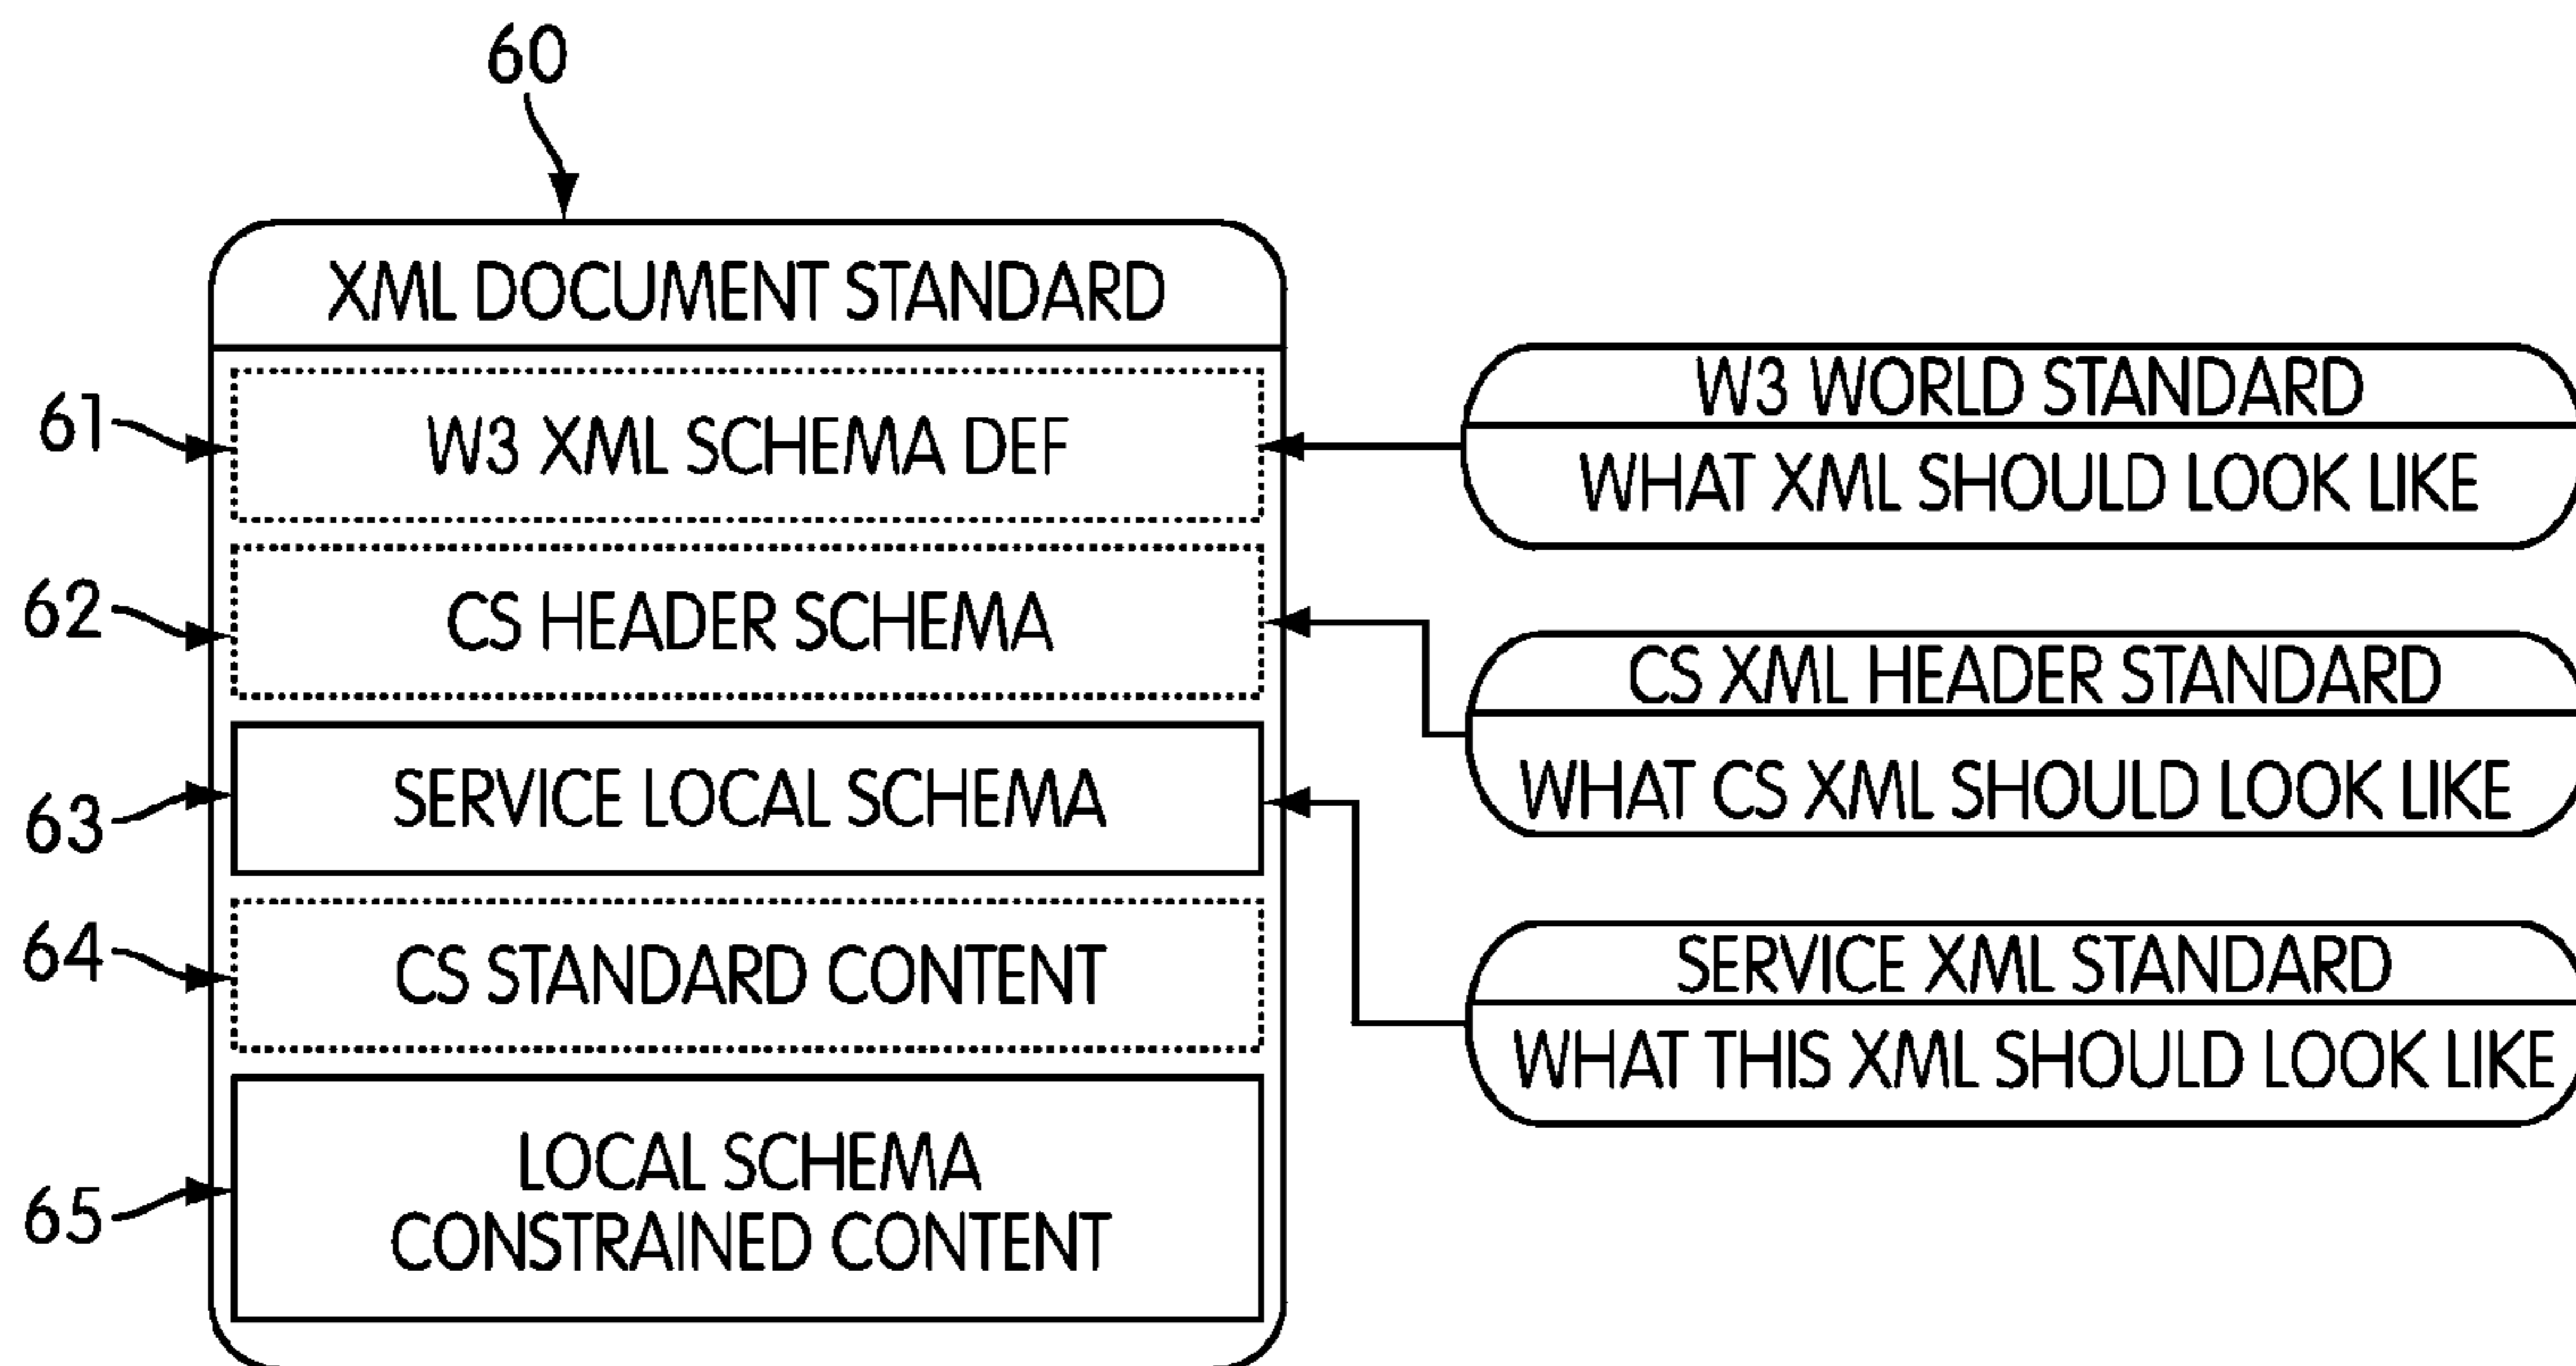 60
XML DOCUMENT STANDARD
61
W3 XML SCHEMA DEF
62
CS HEADER SCHEMA
63
SERVICE LOCAL SCHEMA
64
CS STANDARD CONTENT
65
LOCAL SCHEMA
CONSTRAINED CONTENT
W3 WORLD STANDARD
WHAT XML SHOULD LOOK LIKE
CS XML HEADER STANDARD
WHAT CS XML SHOULD LOOK LIKE
SERVICE XML STANDARD
WHAT THIS XML SHOULD LOOK LIKE